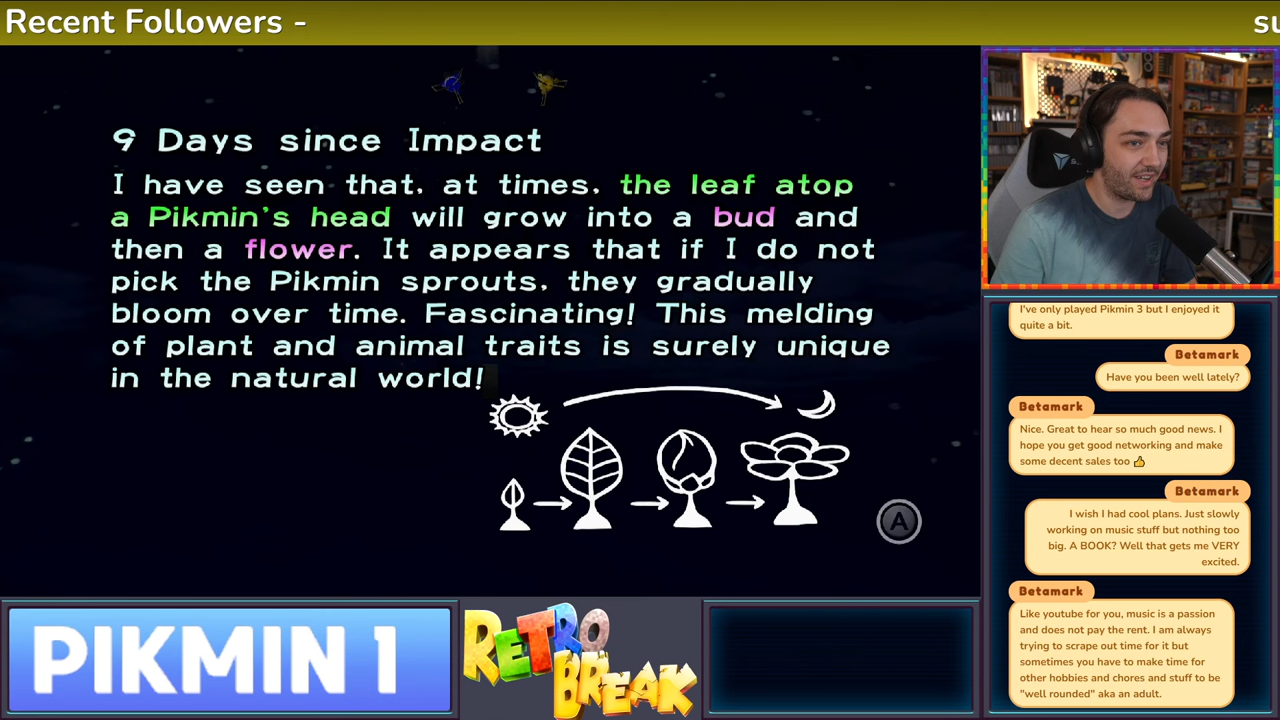 Recent Followers -
su
9 Days since Impact
I have seen that, at times, the leaf atop
a Pikmin's head will grow into a bud and
then a flower. It appears that if I do not
pick the Pikmin sprouts, they gradually
bloom over time. Fascinating! This melding
of plant and animal traits is surely unique
in the natural world!
A
I've only played Pikmin 3 but I enjoyed it
quite a bit.
Betamark
Have you been well lately?
Betamark
Nice. Great to hear so much good news. I
hope you get good networking and make
some decent sales too 👍
Betamark
I wish I had cool plans. Just slowly
working on music stuff but nothing too
big. A BOOK? Well that gets me VERY
excited.
Betamark
Like youtube for you, music is a passion
and does not pay the rent. I am always
trying to scrape out time for it but
sometimes you have to make time for
other hobbies and chores and stuff to be
"well rounded" aka an adult.
PIKMIN 1
RETRO
BREAK